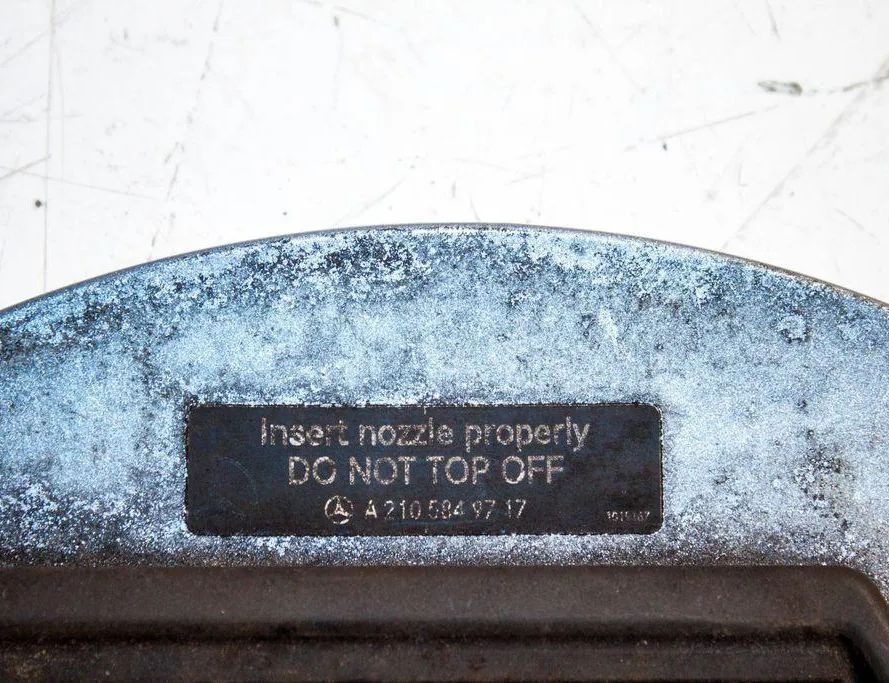 Insert nozzle properly
DO NOT TOP OFF
A 210 584 97 17